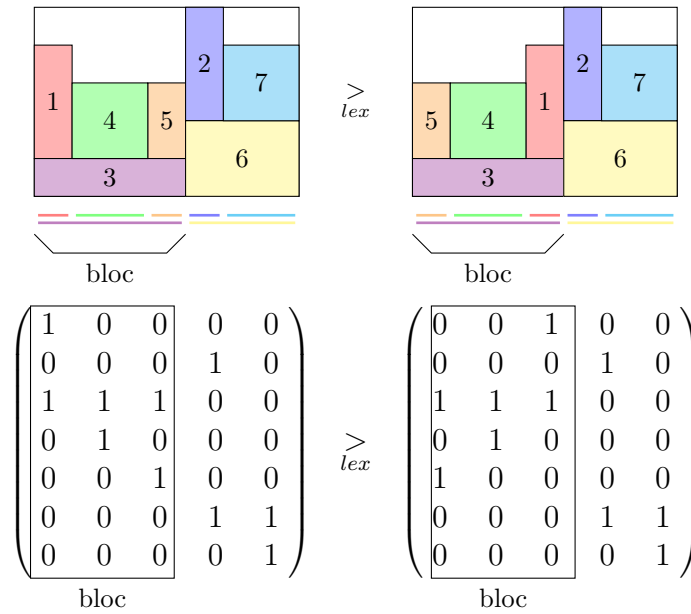 2 2
1 4 5 7 > 5 4 1 7
lex
3 6 3 6
bloc bloc
1 0 0 0 0 0 0 1 0 0
0 0 0 1 0 0 0 0 1 0
1 1 1 0 0 1 1 1 0 0
0 1 0 0 0 > 0 1 0 0 0
lex
0 0 1 0 0 1 0 0 0 0
0 0 0 1 1 0 0 0 1 1
0 0 0 0 1 0 0 0 0 1
bloc bloc